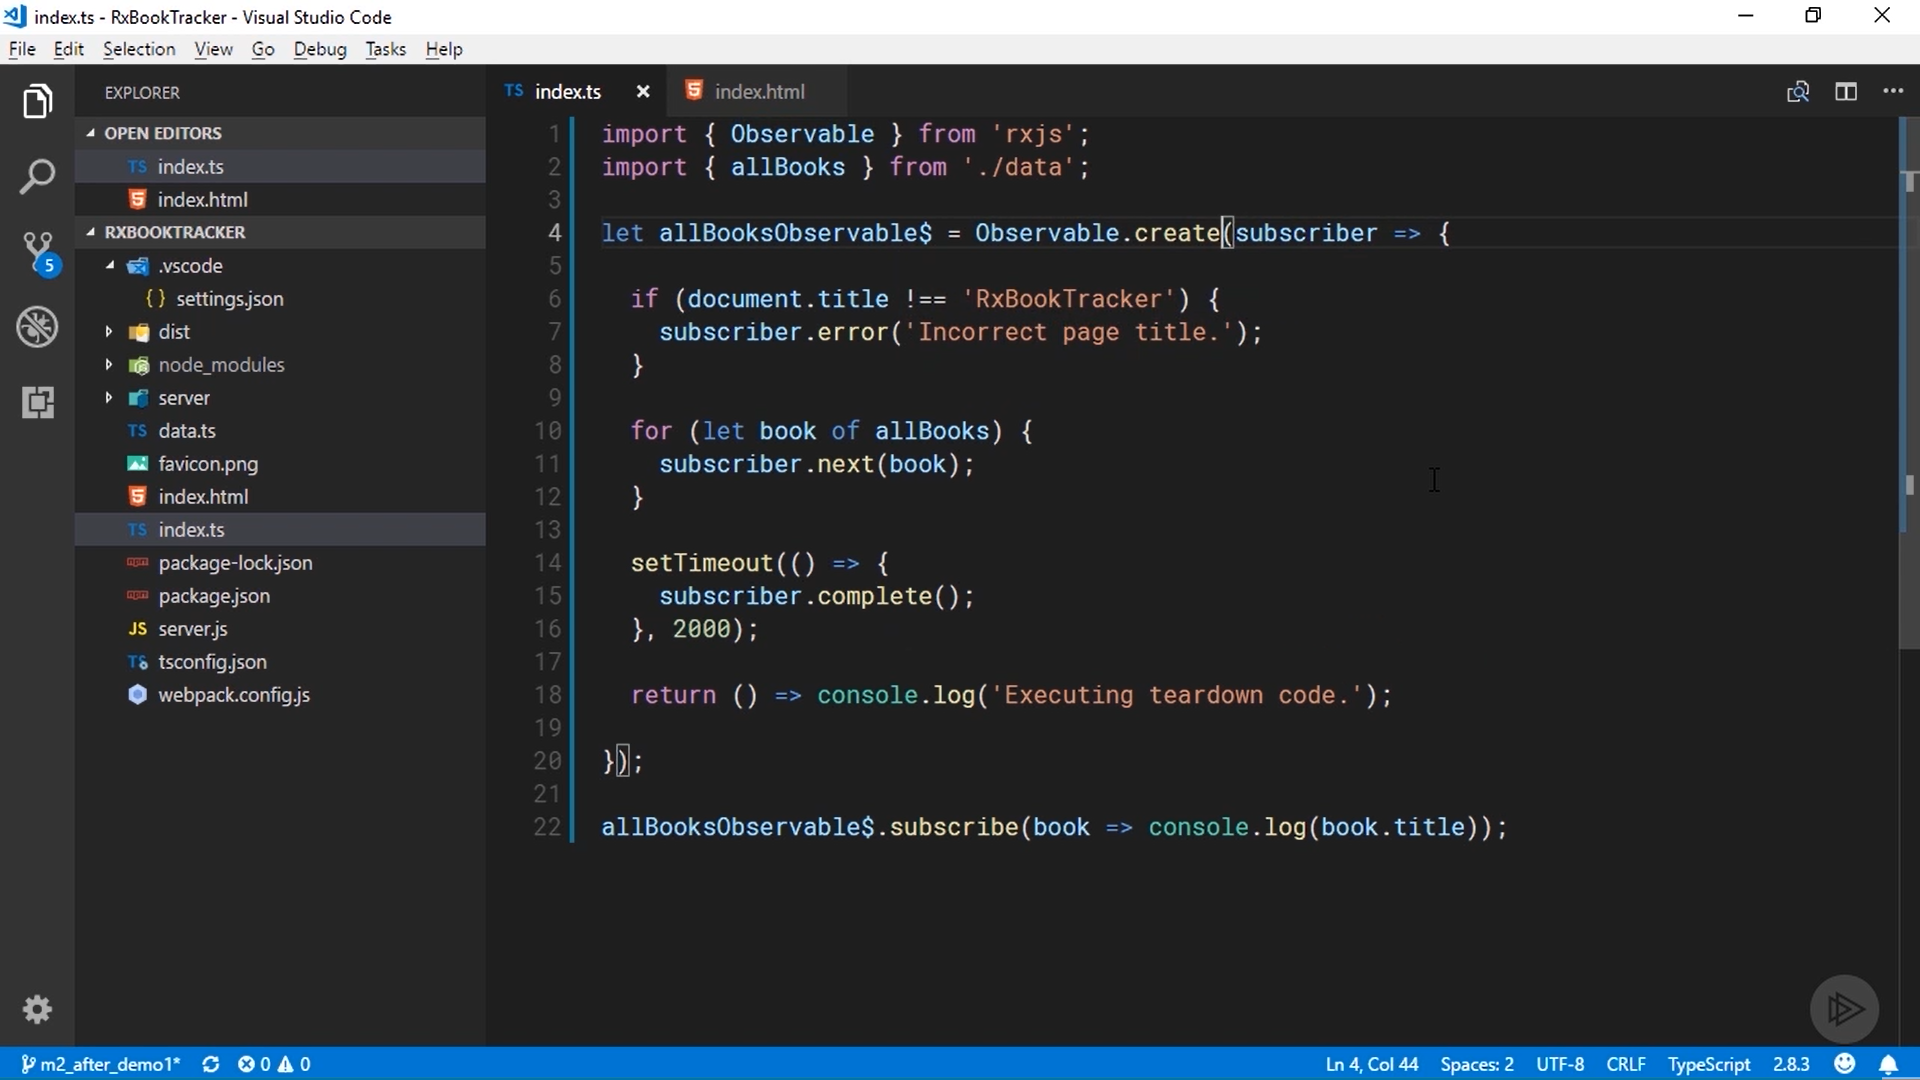 index.ts - RxBookTracker - Visual Studio Code
File Edit Selection View Go Debug Tasks Help
EXPLORER
OPEN EDITORS
TS index.ts
index.html
RXBOOKTRACKER
.vscode
{ } settings.json
dist
node_modules
server
TS data.ts
favicon.png
index.html
TS index.ts
package-lock.json
package.json
JS server.js
TS tsconfig.json
webpack.config.js
5
TS index.ts index.html
1 import { Observable } from 'rxjs';
2 import { allBooks } from './data';
3
4 let allBooksObservable$ = Observable.create(subscriber => {
5
6 if (document.title !== 'RxBookTracker') {
7 subscriber.error('Incorrect page title.');
8 }
9
10 for (let book of allBooks) {
11 subscriber.next(book);
12 }
13
14 setTimeout(() => {
15 subscriber.complete();
16 }, 2000);
17
18 return () => console.log('Executing teardown code.');
19
20 });
21
22 allBooksObservable$.subscribe(book => console.log(book.title));
m2_after_demo1* 0 0 Ln 4, Col 44 Spaces: 2 UTF-8 CRLF TypeScript 2.8.3